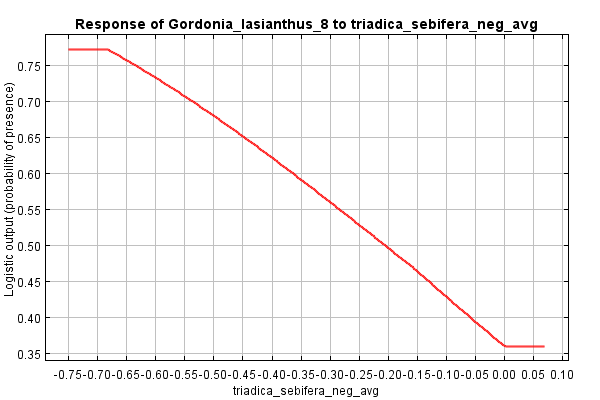 Response of Gordonia_lasianthus_8 to triadica_sebifera_neg_avg
Logistic output (probability of presence)
0.75
0.70
0.65
0.60
0.55
0.50
0.45
0.40
0.35
-0.75 -0.70 -0.65 -0.60 -0.55 -0.50 -0.45 -0.40 -0.35 -0.30 -0.25 -0.20 -0.15 -0.10 -0.05 0.00 0.05 0.10
triadica_sebifera_neg_avg